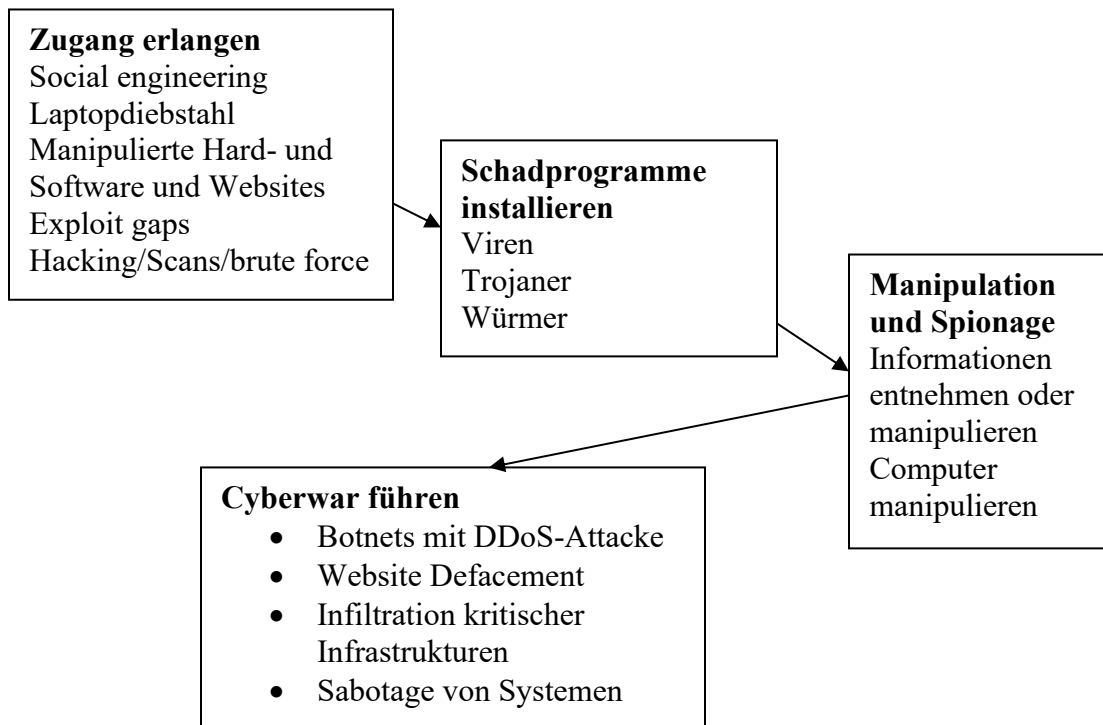 Zugang erlangen
Social engineering
Laptopdiebstahl
Manipulierte Hard- und
Software und Websites
Exploit gaps
Hacking/Scans/brute force
Schadprogramme
installieren
Viren
Trojaner
Würmer
Manipulation
und Spionage
Informationen
entnehmen oder
manipulieren
Computer
manipulieren
Cyberwar führen
• Botnets mit DDoS-Attacke
• Website Defacement
• Infiltration kritischer
Infrastrukturen
• Sabotage von Systemen